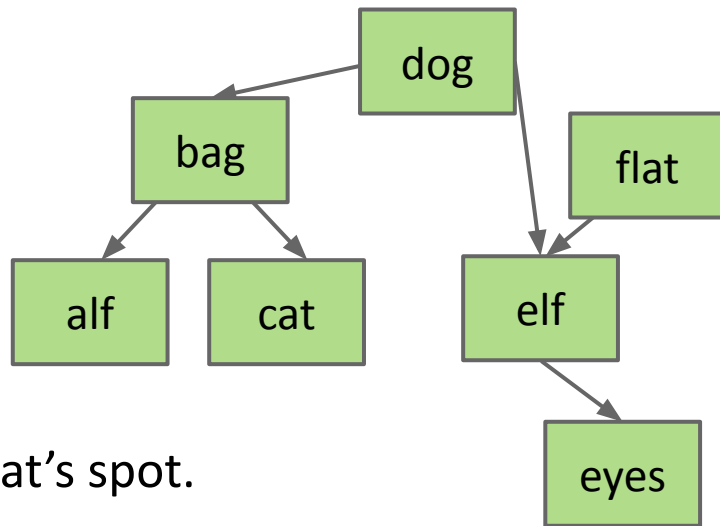 dog
bag
flat
alf
cat
elf
at’s spot.
eyes